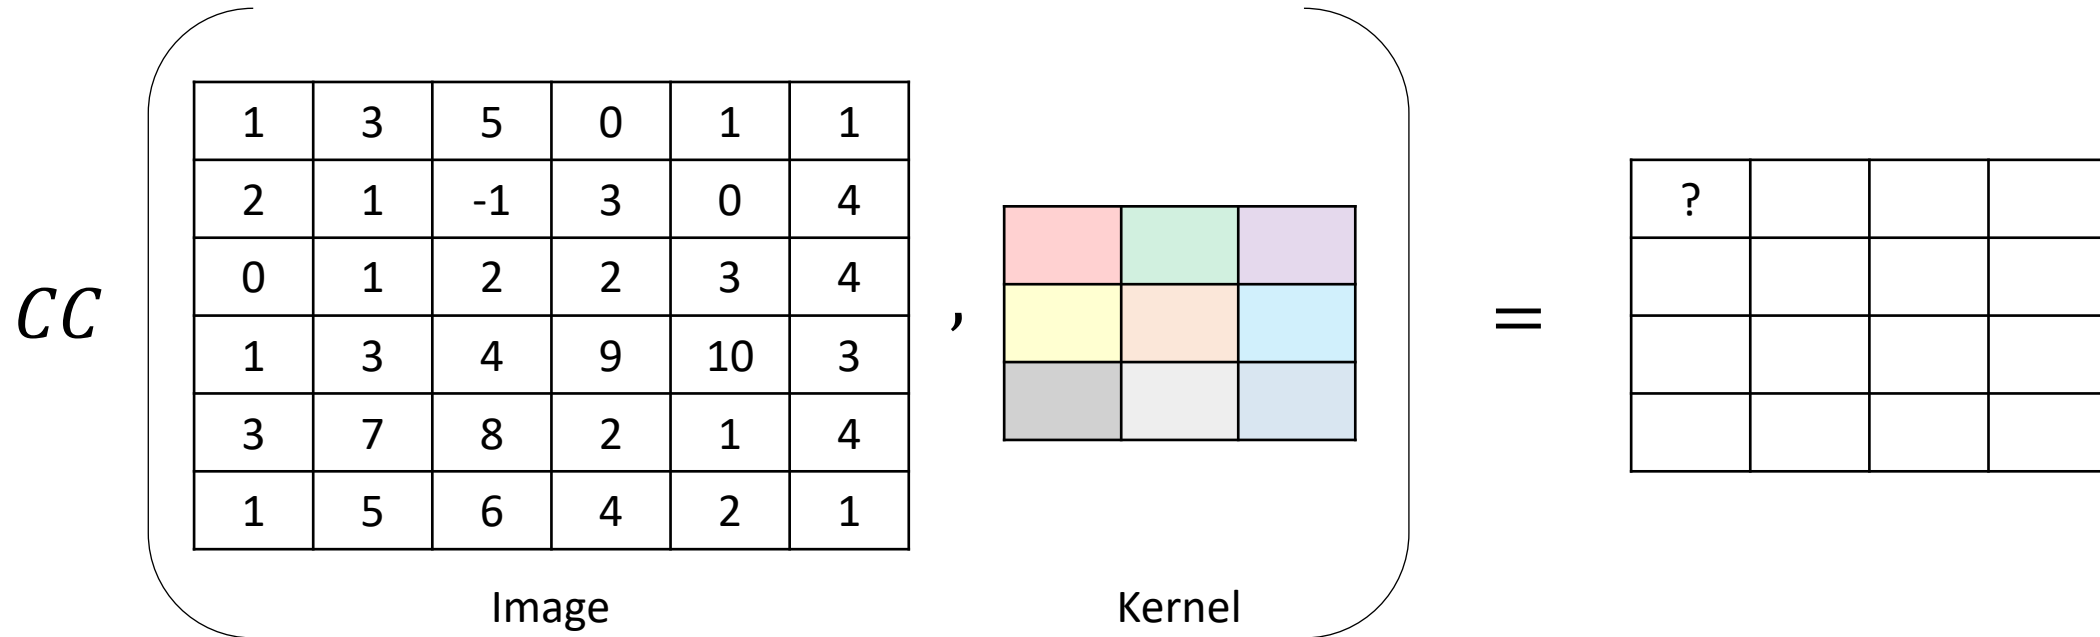 1 3 5 0 1 1
2 1 -1 3 0 4 ?
0 1 2 2 3 4
CC , =
1 3 4 9 10 3
3 7 8 2 1 4
1 5 6 4 2 1
Image Kernel